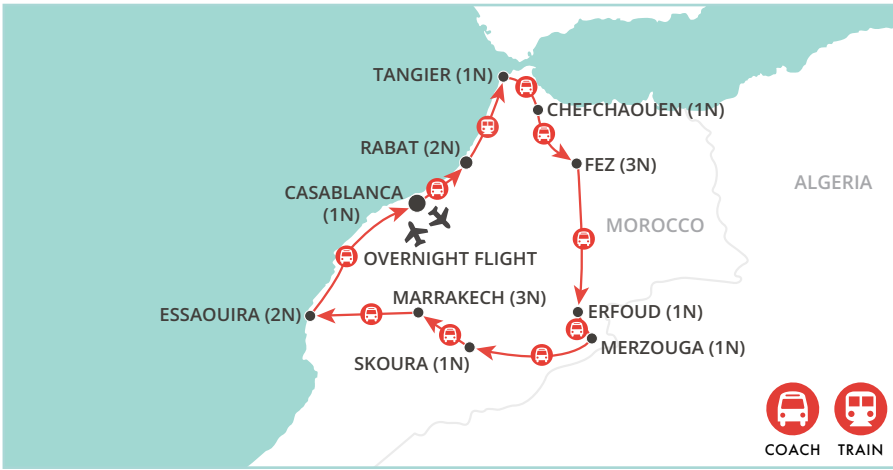 TANGIER (1N)
CHEFCHAOUEN (1N)
RABAT (2N)
FEZ (3N)
ALGERIA
CASABLANCA
(1N)
MOROCCO
OVERNIGHT FLIGHT
MARRAKECH (3N)
ERFOUD (1N)
ESSAOUIRA (2N)
MERZOUGA (1N)
SKOURA (1N)
COACH
TRAIN